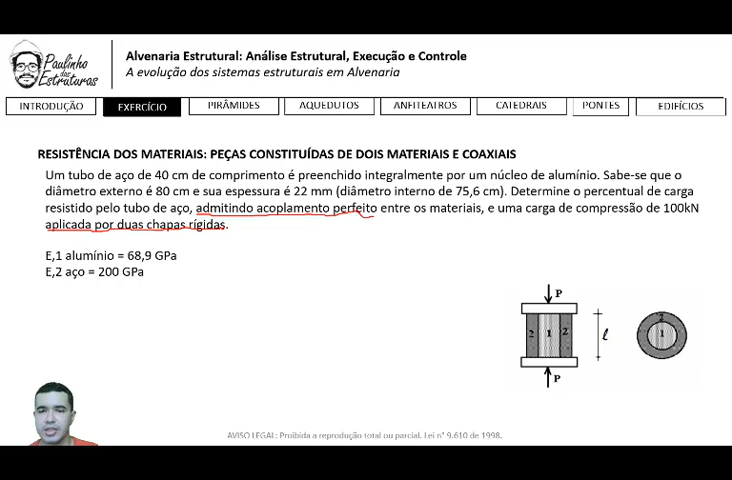 Paulinho
das
Estruturas
Alvenaria Estrutural: Análise Estrutural, Execução e Controle
A evolução dos sistemas estruturais em Alvenaria
INTRODUÇÃO
EXERCÍCIO
PIRÂMIDES
AQUEDUTOS
ANFITEATROS
CATEDRAIS
PONTES
EDIFÍCIOS
RESISTÊNCIA DOS MATERIAIS: PEÇAS CONSTITUÍDAS DE DOIS MATERIAIS E COAXIAIS
Um tubo de aço de 40 cm de comprimento é preenchido integralmente por um núcleo de alumínio. Sabe-se que o
diâmetro externo é 80 cm e sua espessura é 22 mm (diâmetro interno de 75,6 cm). Determine o percentual de carga
resistido pelo tubo de aço, admitindo acoplamento perfeito entre os materiais, e uma carga de compressão de 100kN
aplicada por duas chapas rígidas.
E,1 alumínio = 68,9 GPa
E,2 aço = 200 GPa
P
2 1 2
ℓ
2
1
P
AVISO LEGAL: Proibida a reprodução total ou parcial. Lei n° 9.610 de 1998.